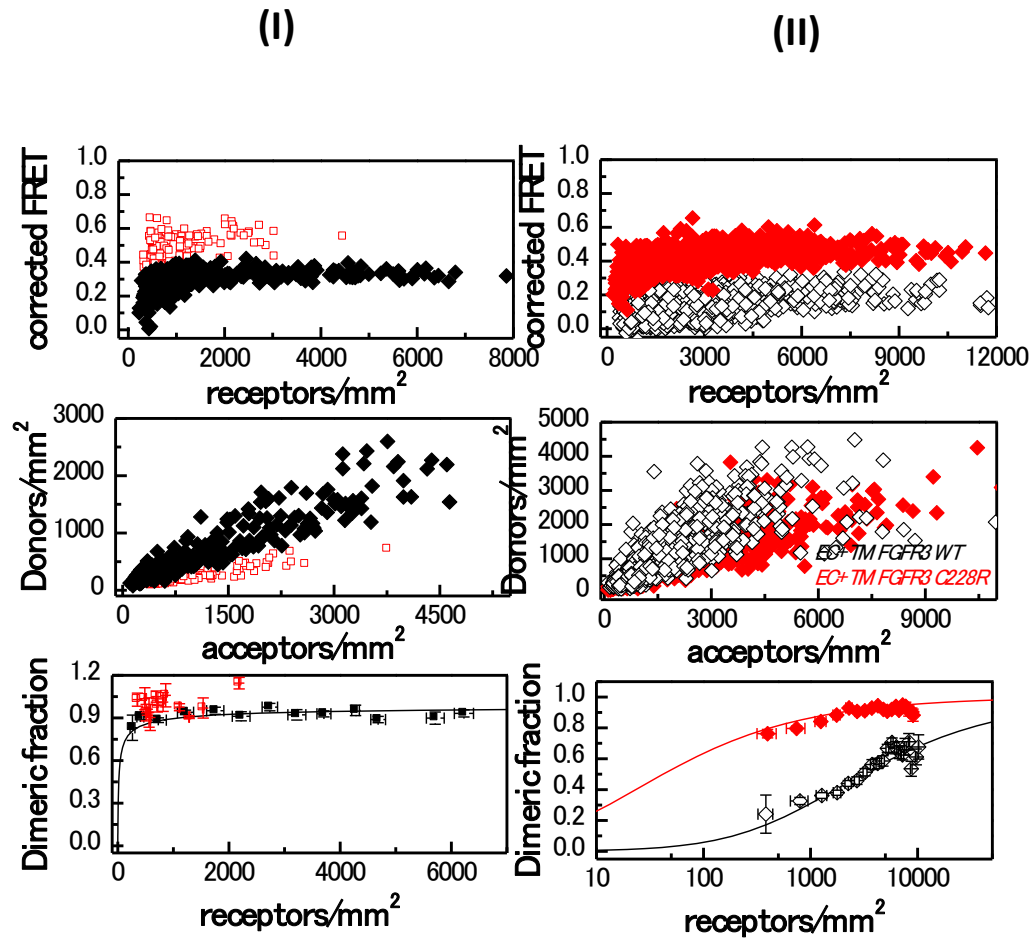 (I)
(II)
corrected FRET
1.0
0.8
0.6
0.4
0.2
0.0
0 2000 4000 6000 8000
receptors/mm²
corrected FRET
1.0
0.8
0.6
0.4
0.2
0.0
0 3000 6000 9000 12000
receptors/mm²
Donors/mm²
3000
2000
1000
0
0 1500 3000 4500
acceptors/mm²
Donors/mm²
5000
4000
3000
2000
1000
0
EC+ TM FGFR3 WT
EC+ TM FGFR3 C228R
0 3000 6000 9000
acceptors/mm²
Dimeric fraction
1.2
0.9
0.6
0.3
0.0
0 2000 4000 6000
receptors/mm²
Dimeric fraction
1.0
0.8
0.6
0.4
0.2
0.0
10 100 1000 10000
receptors/mm²